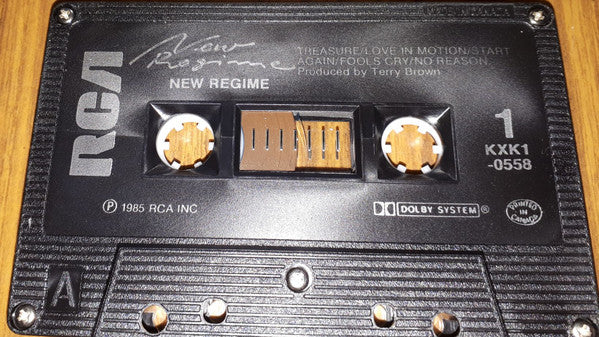 RCA
New
Regime
NEW REGIME
TREASURE/LOVE IN MOTION/START
AGAIN/FOOLS CRY/NO REASON.
Produced by Terry Brown
1
KXK1
-0558
Ⓟ 1985 RCA INC
DOLBY SYSTEM®
PRINTED
IN
CANADA
A